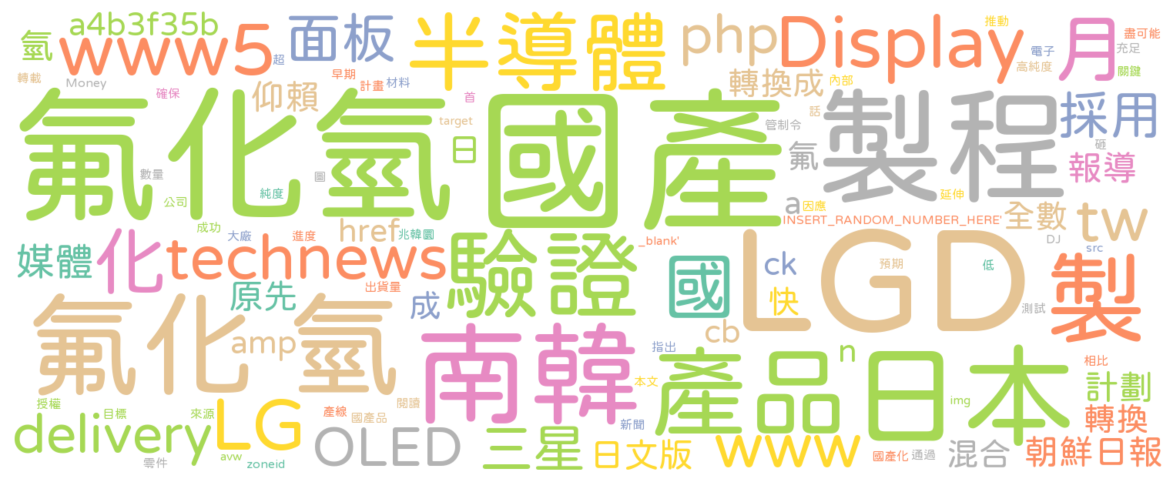 a4b3f35b
氫
www5
超
面板
半導體
php
Display
推動
電子
高純度
月
盡可能
充足
關鍵
轉載
Money
確保
早期
計畫
材料
仰賴
首
target
轉換成
內部
話
採用
氟化氫
國產
製程
日
管制令
氟
砸
報導
數量
圖
純度
公司
延伸
a
因應
INSERT_RANDOM_NUMBER_HERE'
全數
tw
成功
大廠
進度
href
兆韓圜
DJ
src
媒體
化
technews
驗證
_blank'
國
ck
LGD
預期
低
製
原先
出貨量
成
快
測試
氟化氫
amp
南韓
cb
指出
產品
n
日本
相比
本文
計劃
img
授權
目標
來源
LG
產線
國產品
閱讀
新聞
轉換
delivery
零件
avw
zoneid
OLED
三星
日文版
www
國產化
通過
混合
朝鮮日報